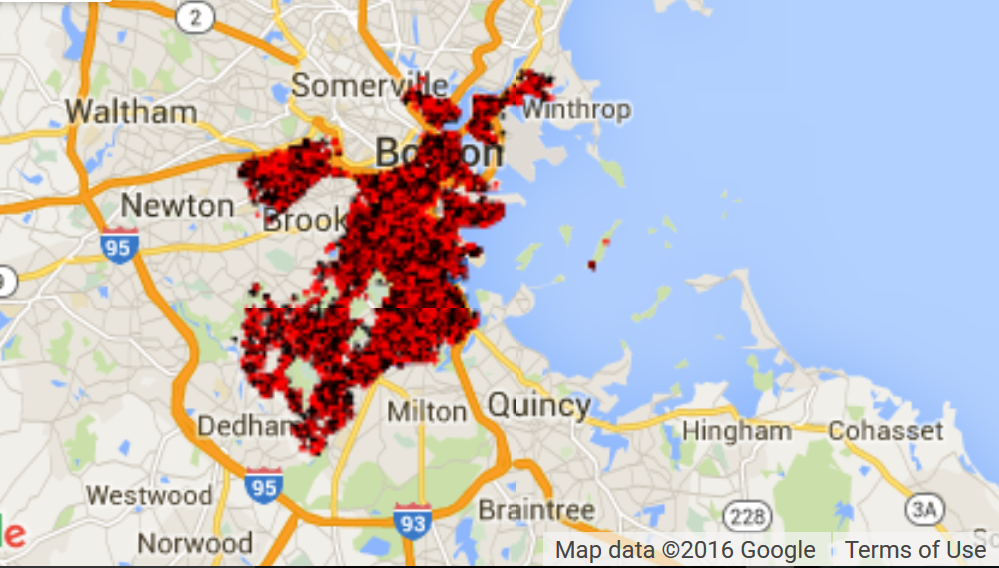 2
Somerville
Waltham
Winthrop
Boston
Newton
Brook
95
9
Milton
Quincy
Dedham
Hingham
Cohasset
95
Westwood
93
Braintree
228
3A
Norwood
le
Map data ©2016 Google
Terms of Use